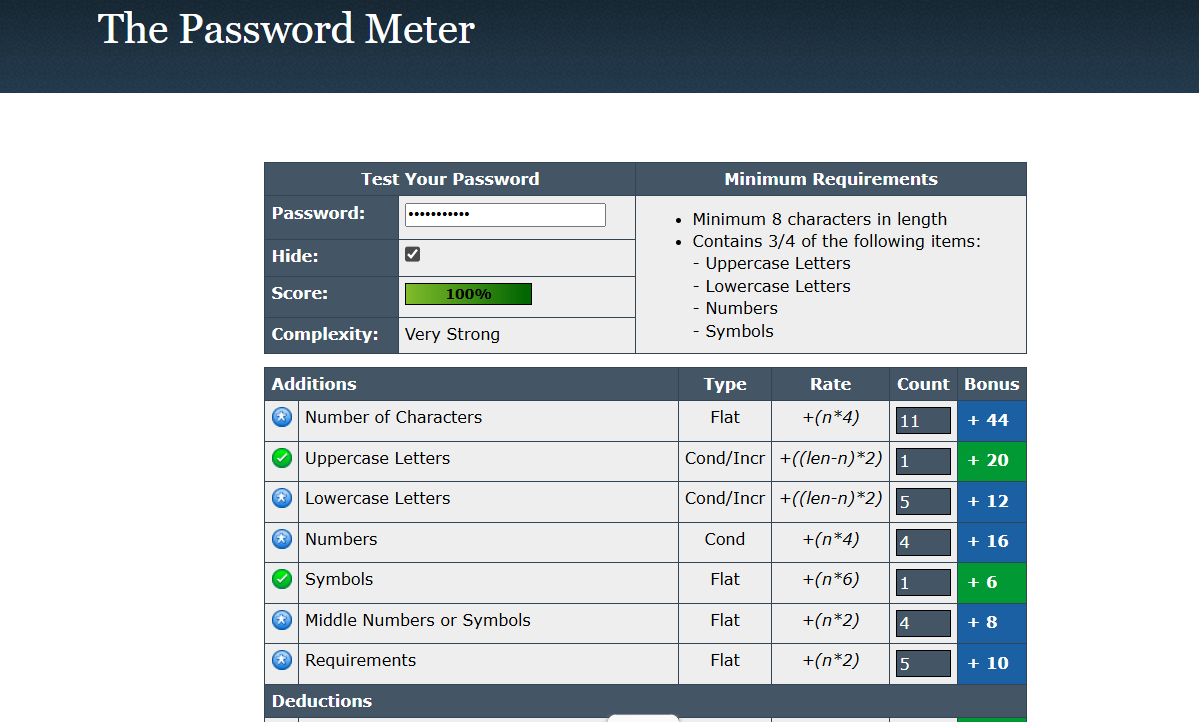 The Password Meter
Test Your Password
Minimum Requirements
Password:
•••••••••••
Hide:
Score:
100%
Complexity:
Very Strong
• Minimum 8 characters in length
• Contains 3/4 of the following items:
- Uppercase Letters
- Lowercase Letters
- Numbers
- Symbols
Additions Type Rate Count Bonus
Number of Characters Flat +(n*4) 11 + 44
Uppercase Letters Cond/Incr +((len-n)*2) 1 + 20
Lowercase Letters Cond/Incr +((len-n)*2) 5 + 12
Numbers Cond +(n*4) 4 + 16
Symbols Flat +(n*6) 1 + 6
Middle Numbers or Symbols Flat +(n*2) 4 + 8
Requirements Flat +(n*2) 5 + 10
Deductions